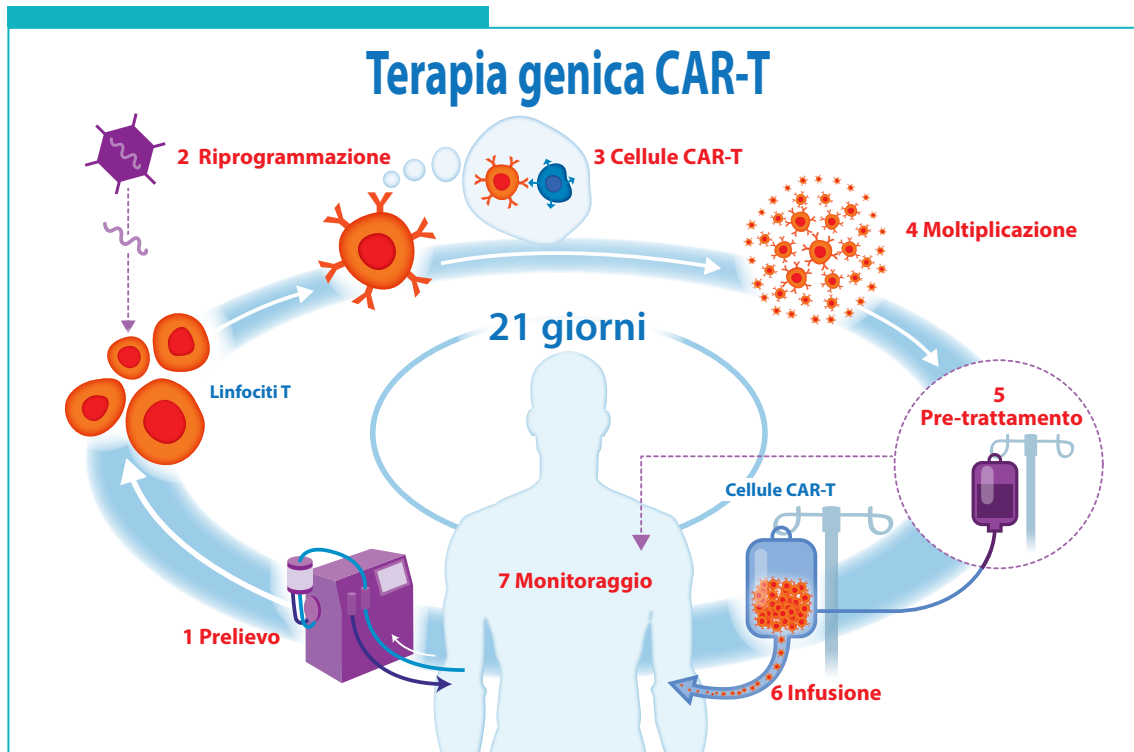 Terapia genica CAR-T
2 Riprogrammazione
3 Cellule CAR-T
4 Moltiplicazione
21 giorni
Linfociti T
5
Pre-trattamento
Cellule CAR-T
7 Monitoraggio
1 Prelievo
6 Infusione